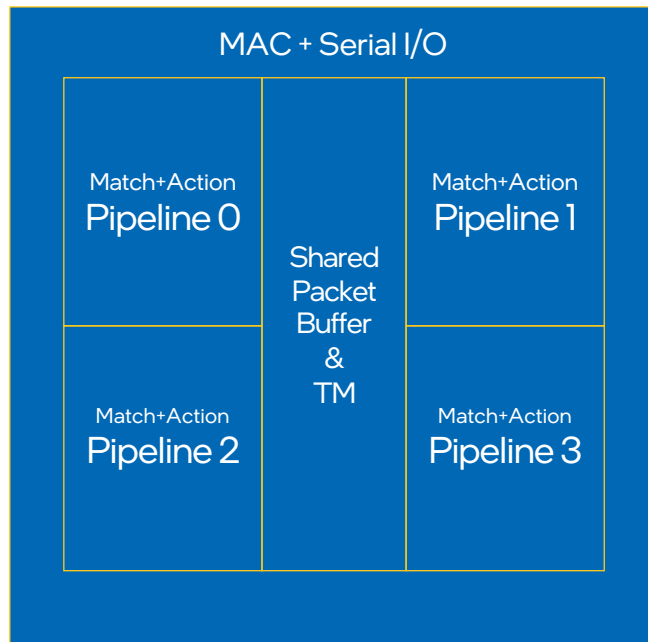 MAC + Serial I/O
Match+Action
Pipeline 0
Match+Action
Pipeline 1
Shared
Packet
Buffer
&
TM
Match+Action
Pipeline 2
Match+Action
Pipeline 3